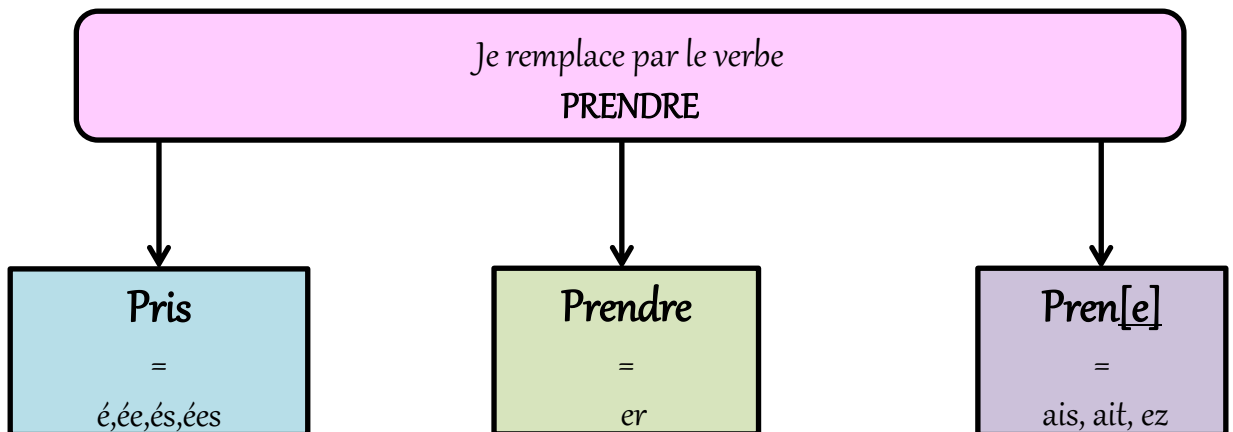 Je remplace par le verbe
PRENDRE
Pris
=
é,ée,és,ées
Prendre
=
er
Pren[e]
=
ais, ait, ez